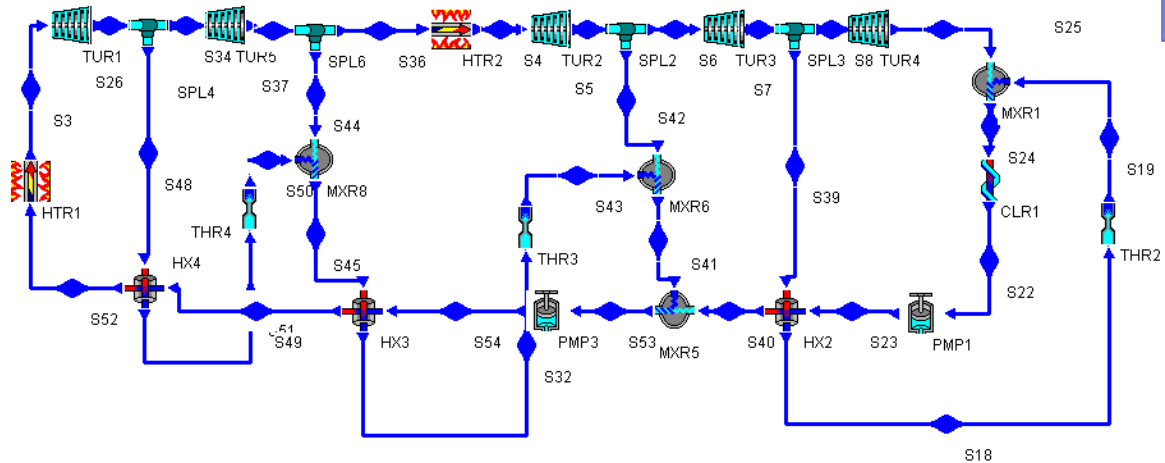 S25
TUR1
S34
TUR5
SPL6
S36
HTR2
S4
TUR2
SPL2
S6
TUR3
SPL3
S8
TUR4
S26
SPL4
S37
S5
S7
S3
MXR1
S44
S42
S24
S19
S48
S50
MXR8
S43
MXR6
S39
CLR1
HTR1
THR4
THR3
THR2
HX4
S45
S41
S22
S52
S49
HX3
S54
PMP3
S53
MXR5
S40
HX2
S23
PMP1
S32
S18